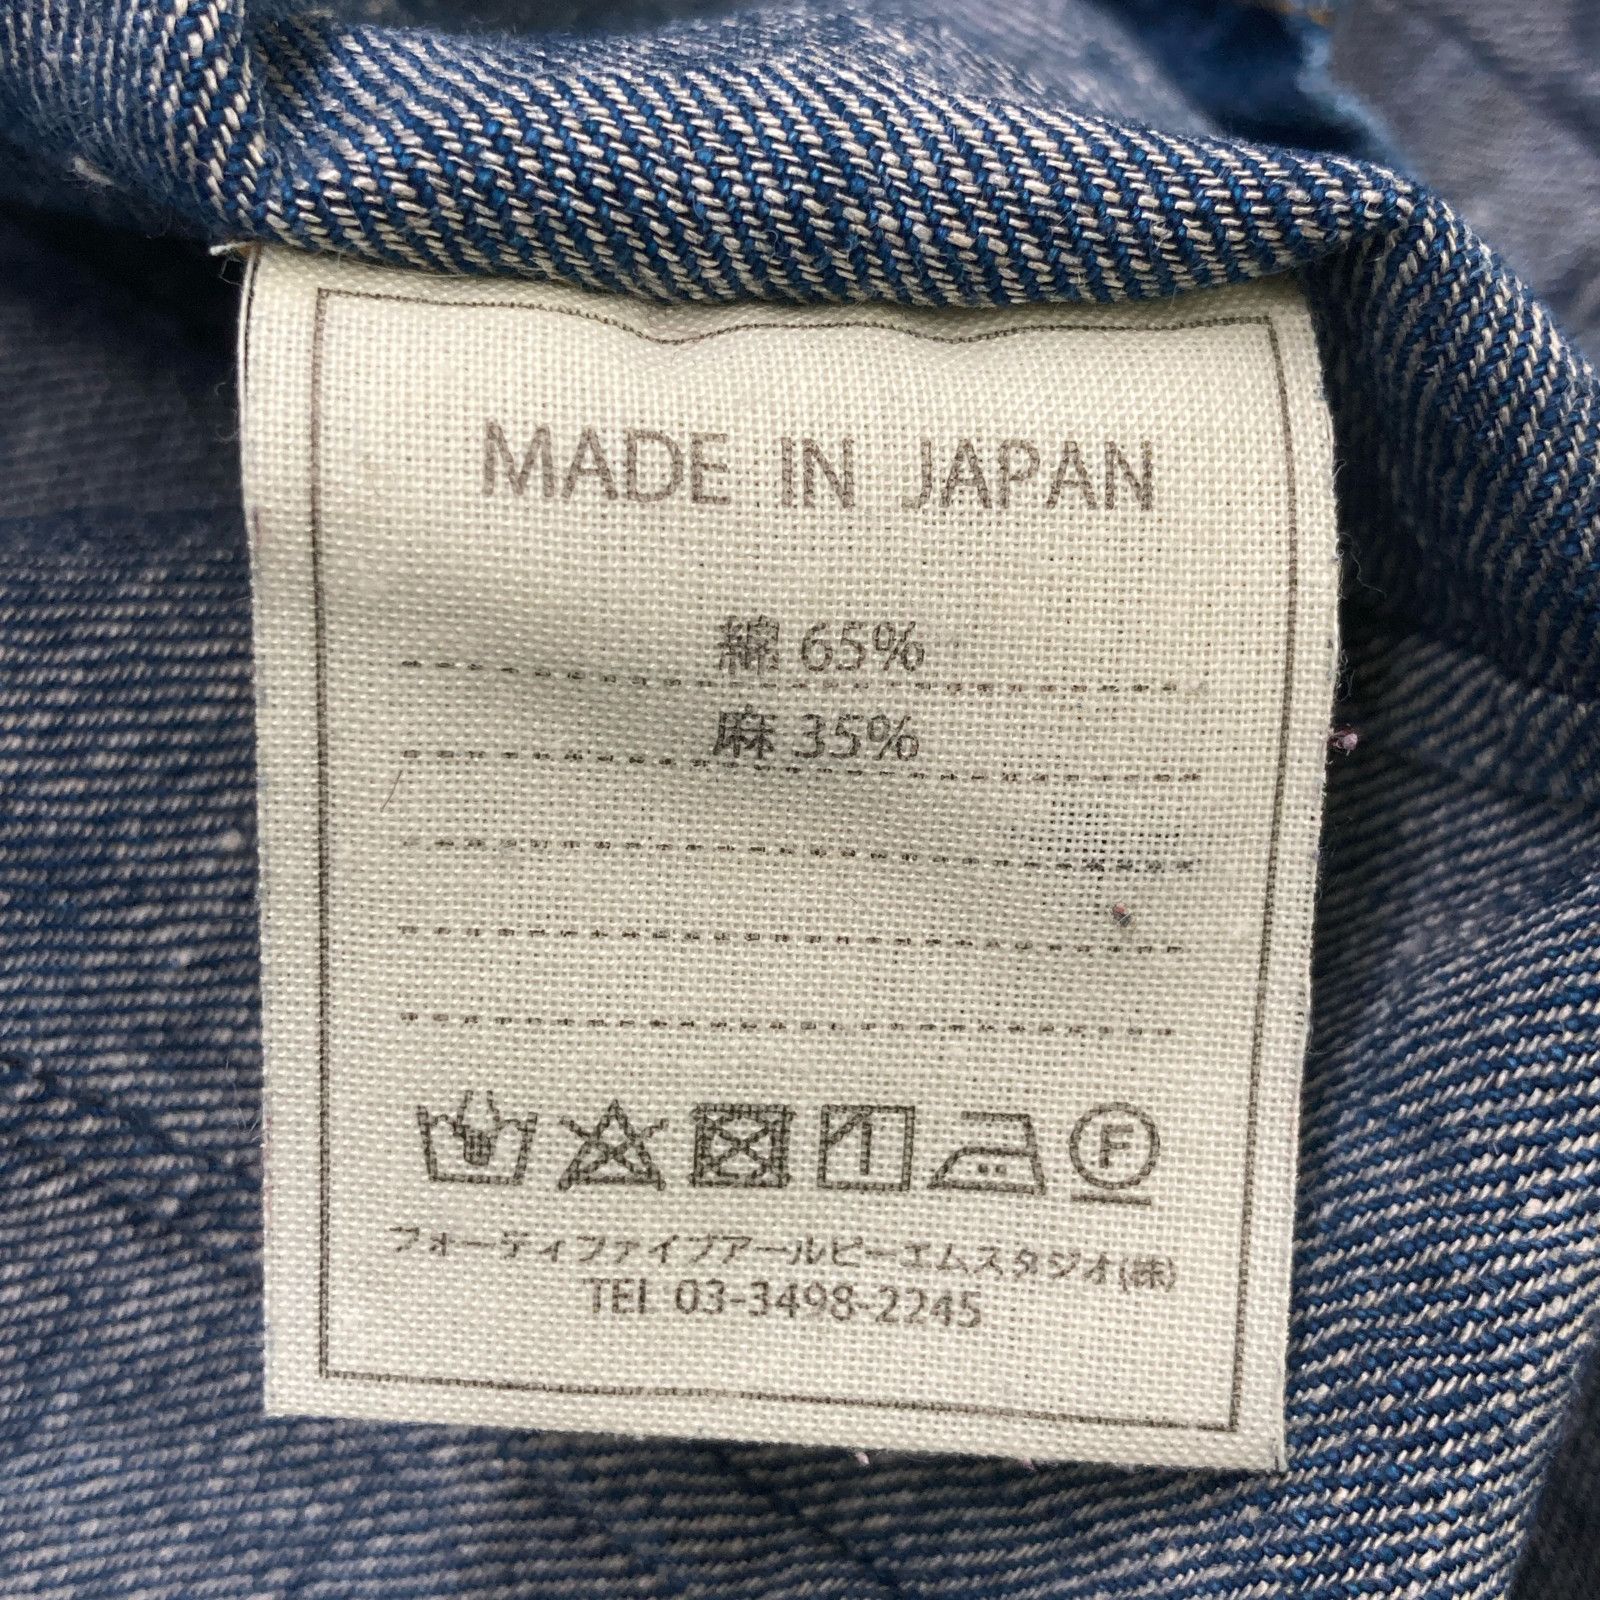 MADE IN JAPAN
綿 65%
麻 35%
F
フォーティファイブアールピーエムスタジオ(株)
TEL 03-3498-2245